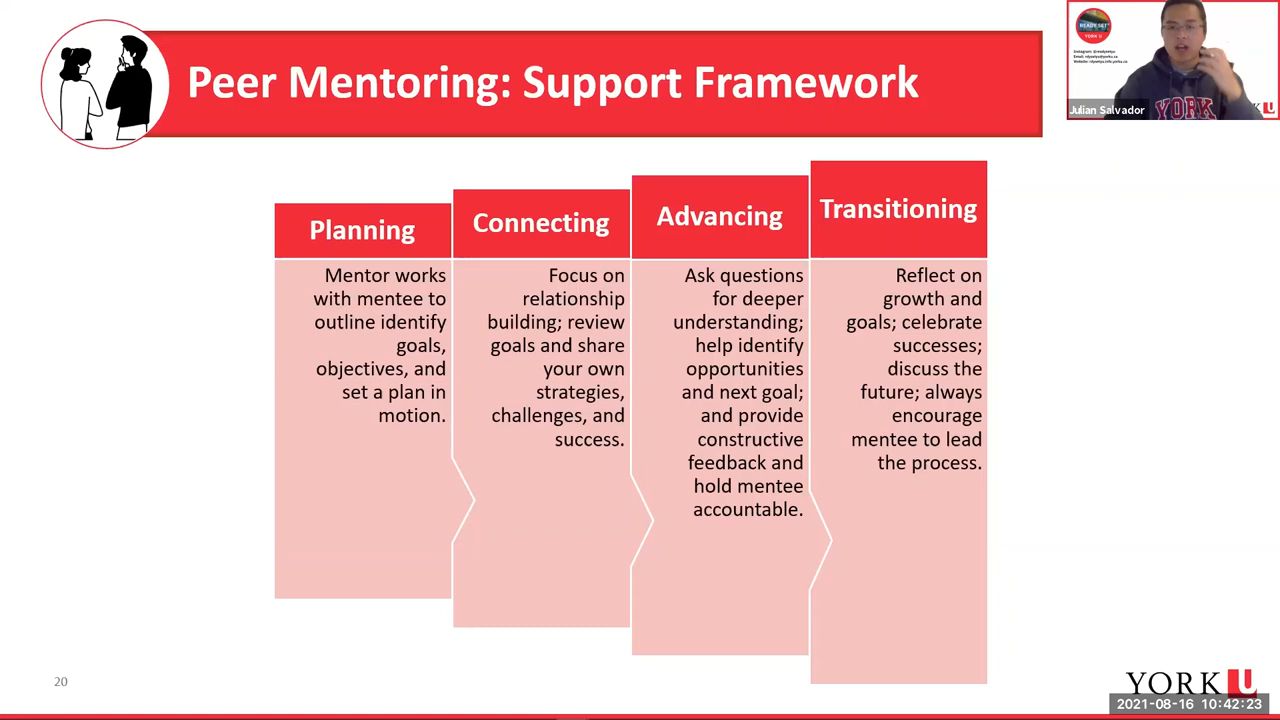 Peer Mentoring: Support Framework
READY SET
YORK U
Julian Salvador
YORK U
Planning
Mentor works
with mentee to
outline identify
goals,
objectives, and
set a plan in
motion.
Connecting
Focus on
relationship
building; review
goals and share
your own
strategies,
challenges, and
success.
Advancing
Ask questions
for deeper
understanding;
help identify
opportunities
and next goal;
and provide
constructive
feedback and
hold mentee
accountable.
Transitioning
Reflect on
growth and
goals; celebrate
successes;
discuss the
future; always
encourage
mentee to lead
the process.
20
YORK U
2021-08-16 10:42:23